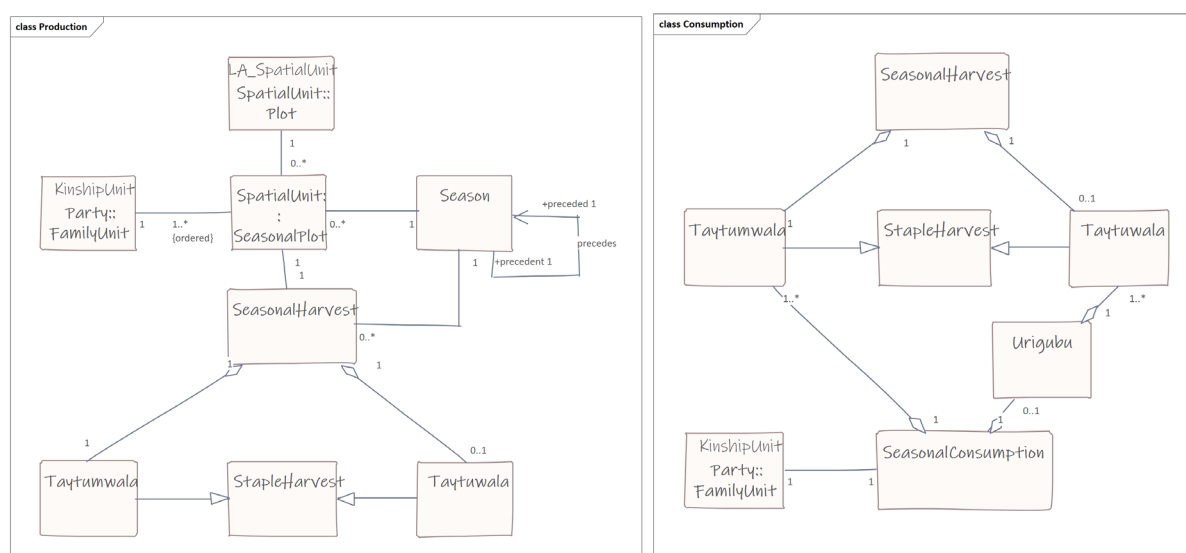 class Production
LA_SpatialUnit
SpatialUnit::
Plot
1
0..*
KinshipUnit
Party::
FamilyUnit
1
1..*
{ordered}
SpatialUnit:
:
SeasonalPlot
0..*
1
Season
+preceded 1
precedes
+precedent 1
1
1
1
SeasonalHarvest
0..*
1
1
1
0..1
Taytumwala
StapleHarvest
Taytuwala
class Consumption
SeasonalHarvest
1
1
0..1
Taytumwala
1
StapleHarvest
Taytuwala
1..*
1..*
1
Urigubu
0..1
1
1
KinshipUnit
Party::
FamilyUnit
1
1
SeasonalConsumption